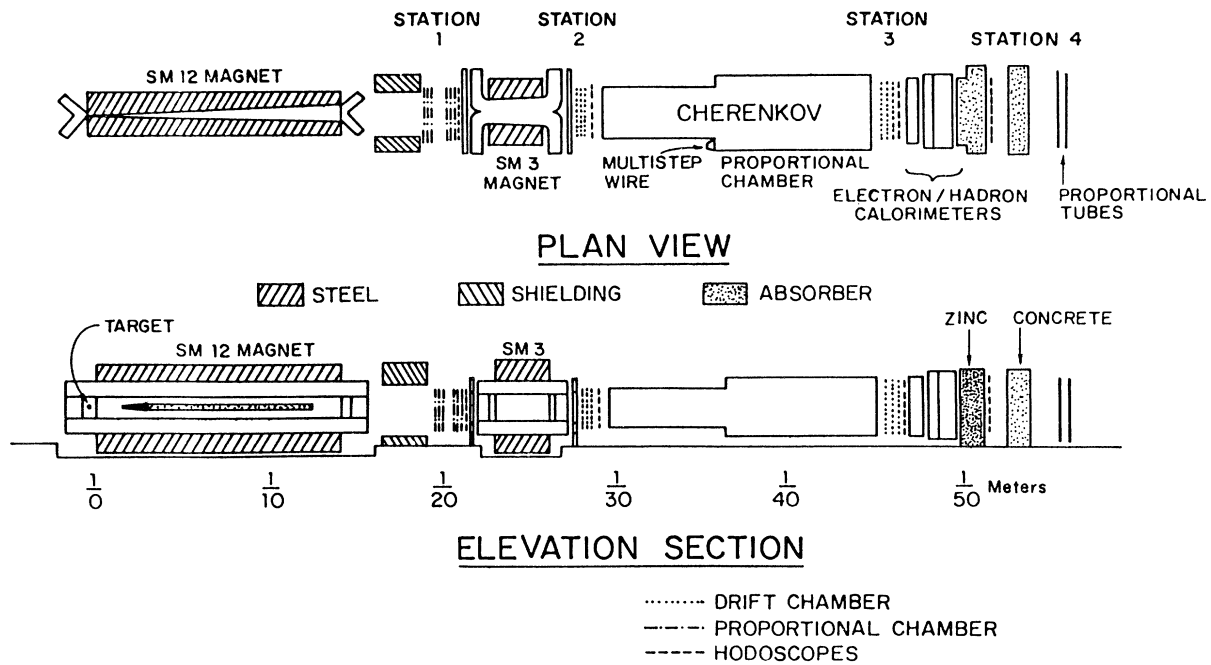 STATION
1
STATION
2
STATION
3
STATION 4
SM 12 MAGNET
CHERENKOV
SM 3
MAGNET
MULTISTEP
WIRE
PROPORTIONAL
CHAMBER
ELECTRON / HADRON
CALORIMETERS
PROPORTIONAL
TUBES
PLAN VIEW
STEEL
SHIELDING
ABSORBER
TARGET
SM 12 MAGNET
SM 3
ZINC
CONCRETE
0
10
20
30
40
50 Meters
ELEVATION SECTION
DRIFT CHAMBER
PROPORTIONAL CHAMBER
HODOSCOPES